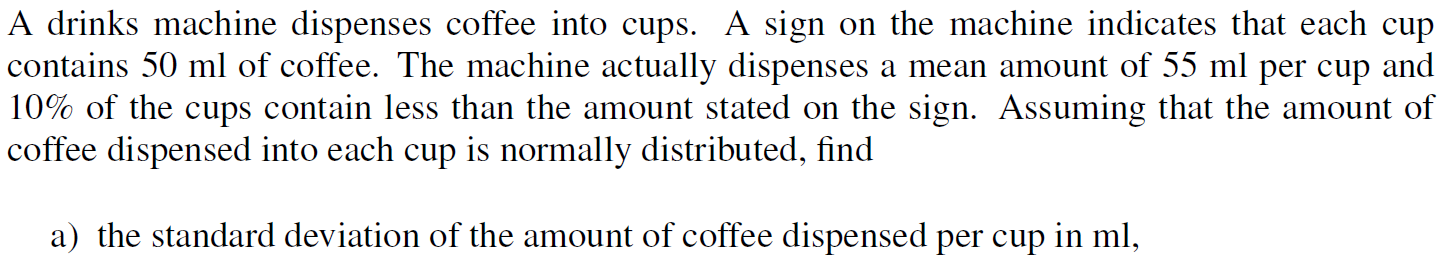 A drinks machine dispenses coffee into cups. A sign on the machine indicates that each cup
contains 50 ml of coffee. The machine actually dispenses a mean amount of 55 ml per cup and
10% of the cups contain less than the amount stated on the sign. Assuming that the amount of
coffee dispensed into each cup is normally distributed, find
a) the standard deviation of the amount of coffee dispensed per cup in ml,